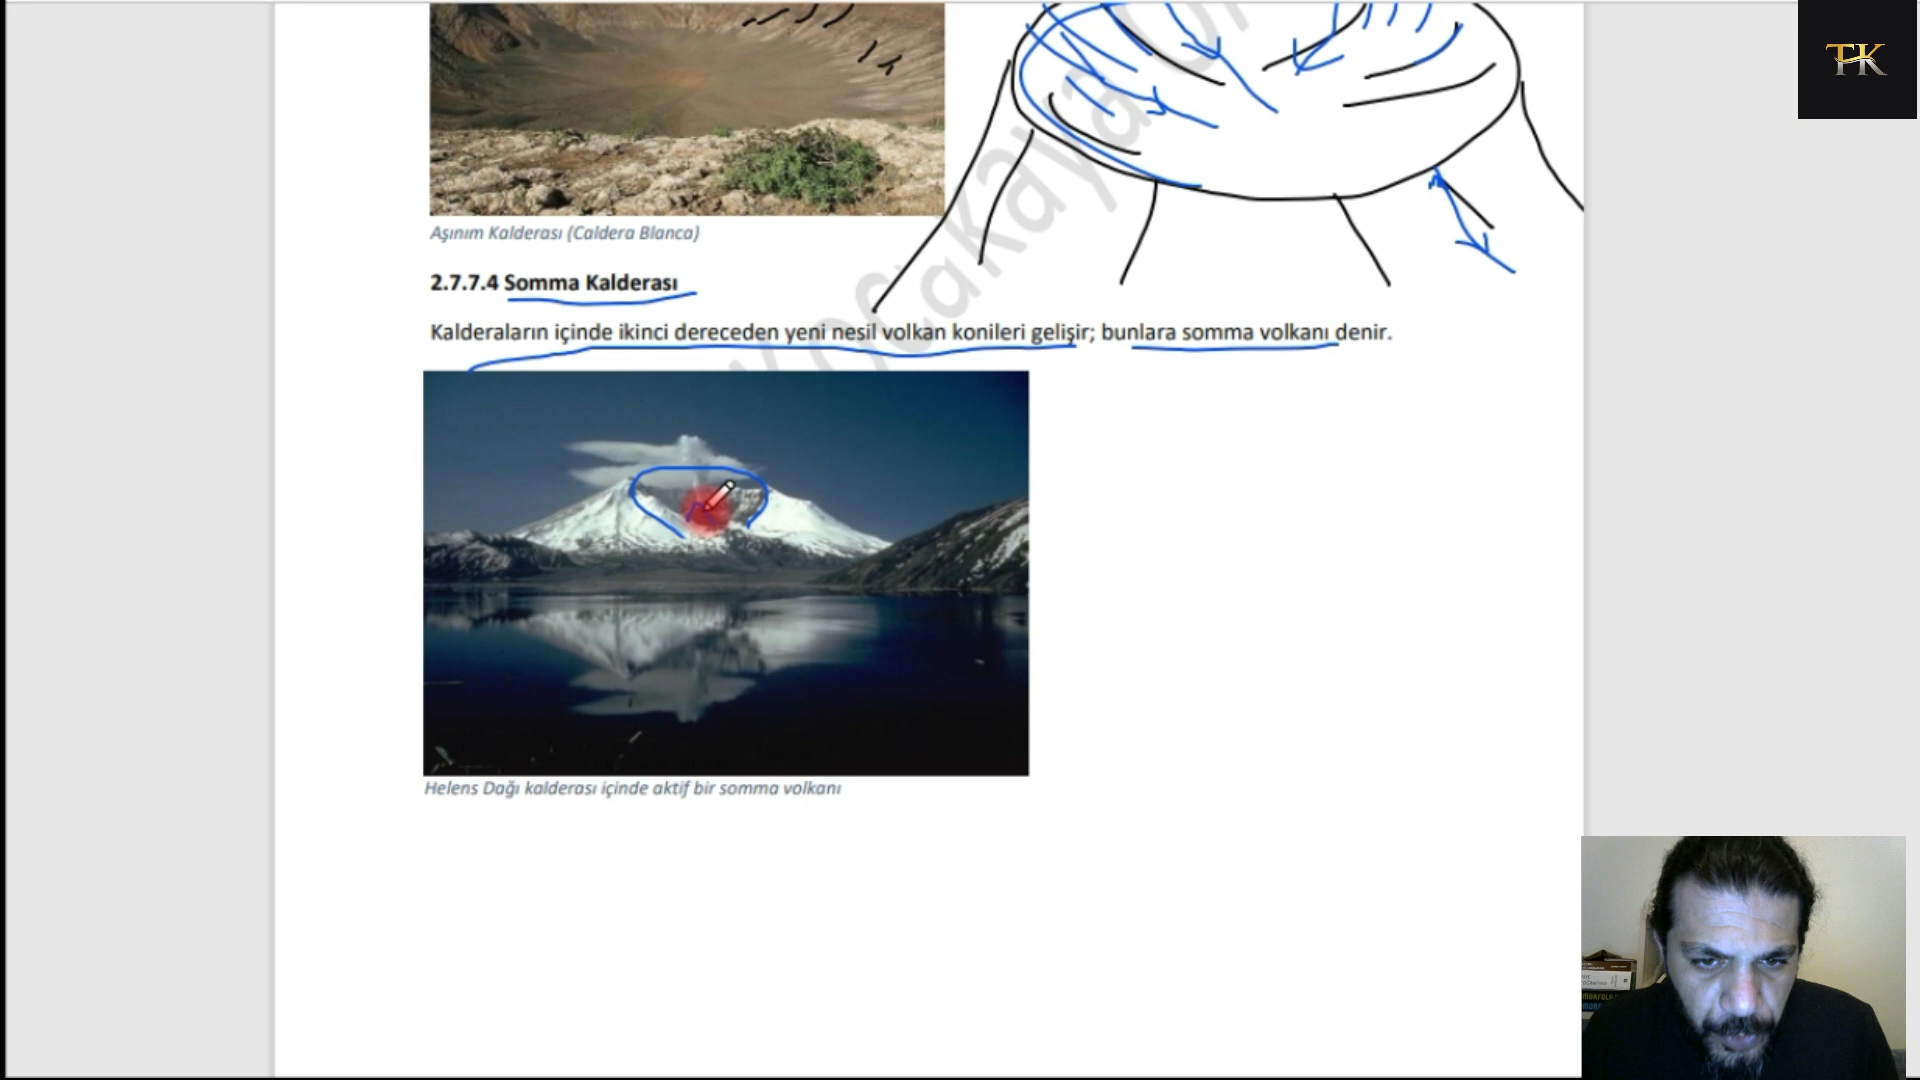 TK
Aşınım Kalderası (Caldera Blanca)
2.7.7.4 Somma Kalderası
Kalderaların içinde ikinci dereceden yeni nesil volkan konileri gelişir; bunlara somma volkanı denir.
Kocakaya
Helens Dağı kalderası içinde aktif bir somma volkanı